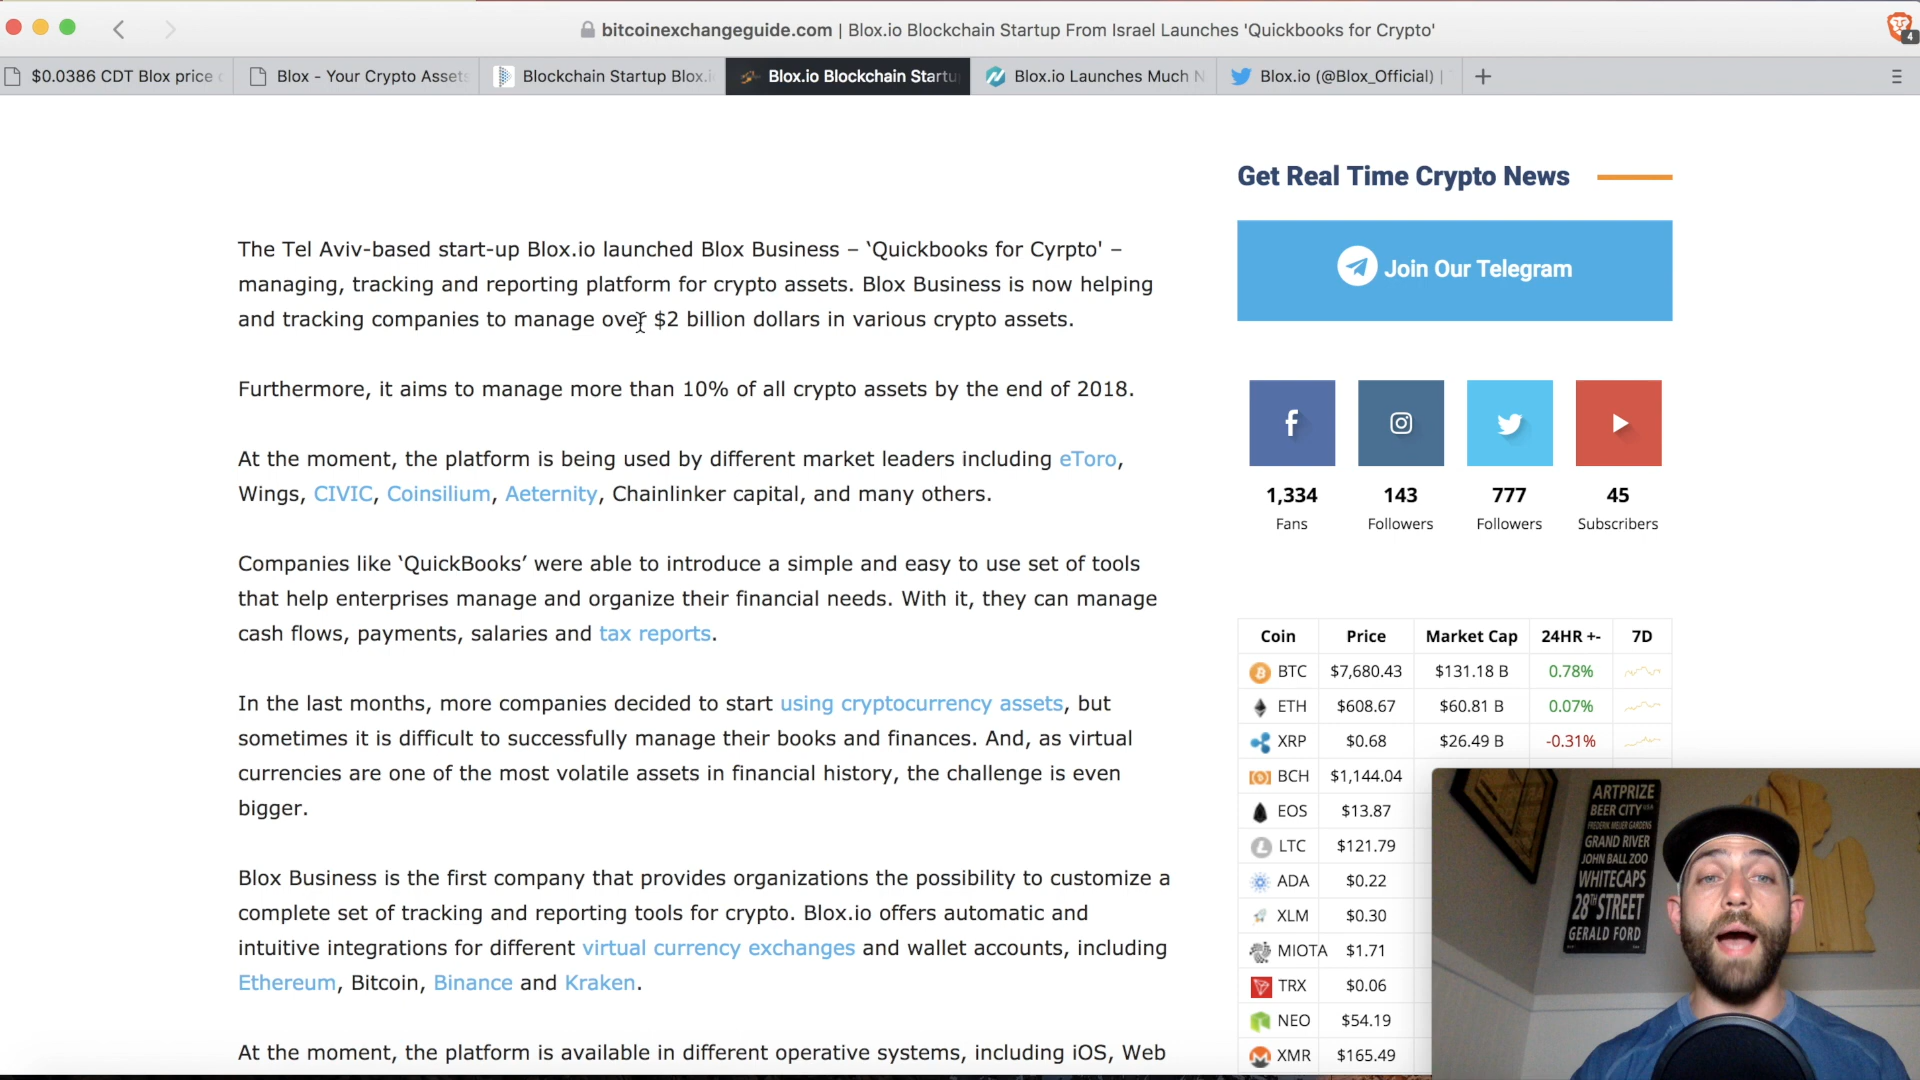 bitcoinexchangeguide.com | Blox.io Blockchain Startup From Israel Launches 'Quickbooks for Crypto'
4
$0.0386 CDT Blox price
Blox - Your Crypto Assets
Blockchain Startup Blox.i
Blox.io Blockchain Startu
Blox.io Launches Much N
Blox.io (@Blox_Official) |
The Tel Aviv-based start-up Blox.io launched Blox Business – ‘Quickbooks for Cyrpto' –
managing, tracking and reporting platform for crypto assets. Blox Business is now helping
and tracking companies to manage over $2 billion dollars in various crypto assets.
Furthermore, it aims to manage more than 10% of all crypto assets by the end of 2018.
At the moment, the platform is being used by different market leaders including eToro,
Wings, CIVIC, Coinsilium, Aeternity, Chainlinker capital, and many others.
Companies like ‘QuickBooks’ were able to introduce a simple and easy to use set of tools
that help enterprises manage and organize their financial needs. With it, they can manage
cash flows, payments, salaries and tax reports.
In the last months, more companies decided to start using cryptocurrency assets, but
sometimes it is difficult to successfully manage their books and finances. And, as virtual
currencies are one of the most volatile assets in financial history, the challenge is even
bigger.
Blox Business is the first company that provides organizations the possibility to customize a
complete set of tracking and reporting tools for crypto. Blox.io offers automatic and
intuitive integrations for different virtual currency exchanges and wallet accounts, including
Ethereum, Bitcoin, Binance and Kraken.
At the moment, the platform is available in different operative systems, including iOS, Web
Get Real Time Crypto News
Join Our Telegram
1,334 143 777 45
Fans Followers Followers Subscribers
Coin Price Market Cap 24HR +- 7D
BTC $7,680.43 $131.18 B 0.78%
ETH $608.67 $60.81 B 0.07%
XRP $0.68 $26.49 B -0.31%
BCH $1,144.04
EOS $13.87
LTC $121.79
ADA $0.22
XLM $0.30
MIOTA $1.71
TRX $0.06
NEO $54.19
XMR $165.49
ARTPRIZE
BEER CITY USA
FREDERIK MEIJER GARDENS
GRAND RIVER
JOHN BALL ZOO
WHITECAPS
28TH STREET
GERALD FORD